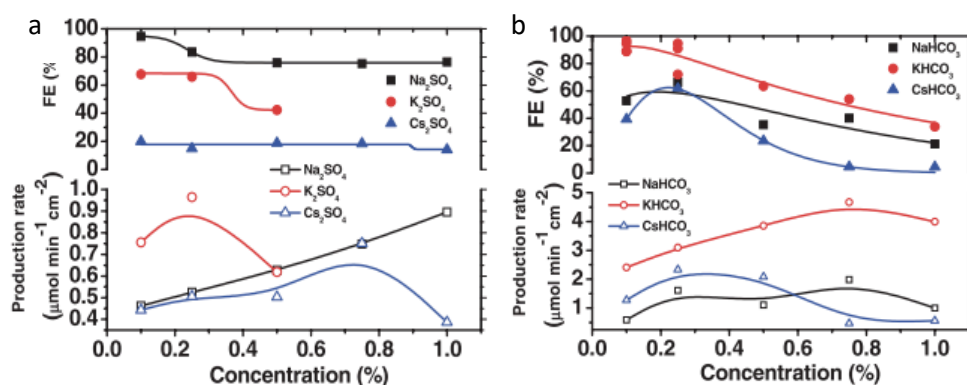 a
FE (%
100
80
60
40
20
0
Na₂SO₄
K₂SO₄
Cs₂SO₄
Production rate
(μmol min⁻¹ cm⁻²)
1.0
0.9
0.8
0.7
0.6
0.5
0.4
Na₂SO₄
K₂SO₄
Cs₂SO₄
0.0 0.2 0.4 0.6 0.8 1.0
Concentration (%)
b
FE (%)
100
80
60
40
20
0
NaHCO₃
KHCO₃
CsHCO₃
Production rate
(μmol min⁻¹ cm⁻²)
5
4
3
2
1
NaHCO₃
KHCO₃
CsHCO₃
0.0 0.2 0.4 0.6 0.8 1.0
Concentration (%)